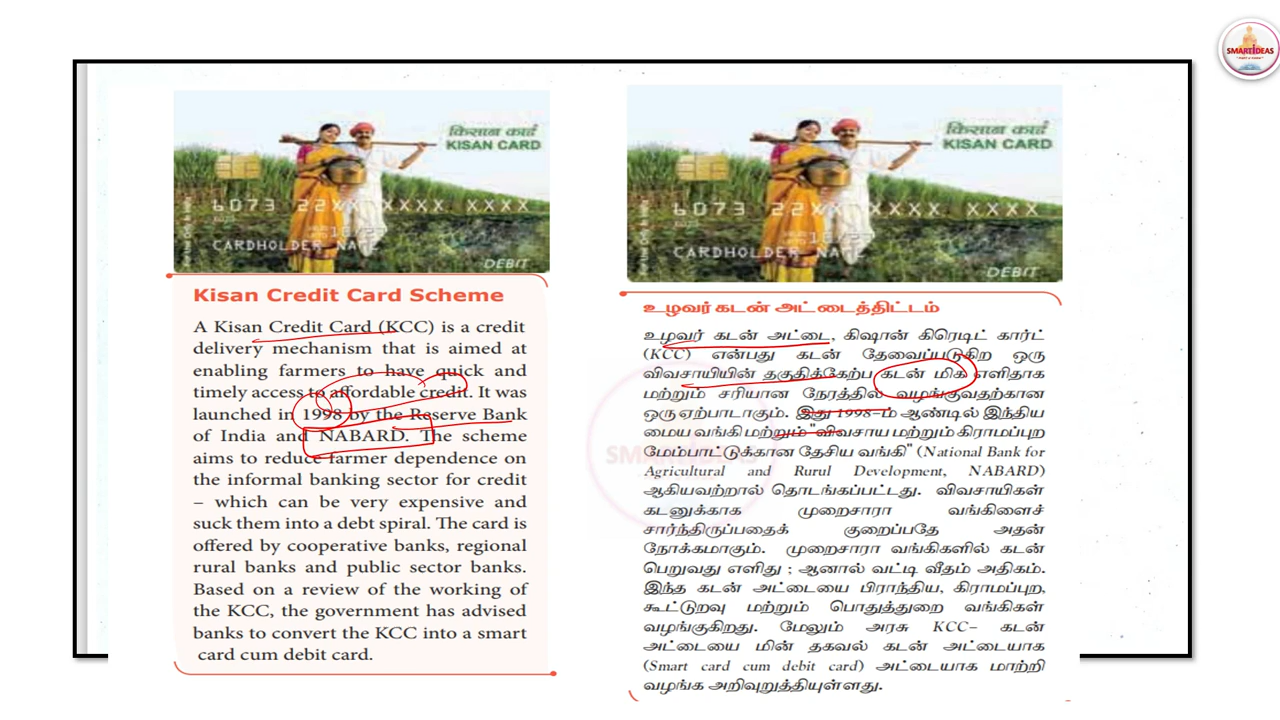 SMARTIDEAS
किसान कार्ड
KISAN CARD
6073 22XX XXXX XXXX
CARDHOLDER NAME
DEBIT
Kisan Credit Card Scheme
A Kisan Credit Card (KCC) is a credit
delivery mechanism that is aimed at
enabling farmers to have quick and
timely access to affordable credit. It was
launched in 1998 by the Reserve Bank
of India and NABARD. The scheme
aims to reduce farmer dependence on
the informal banking sector for credit
– which can be very expensive and
suck them into a debt spiral. The card is
offered by cooperative banks, regional
rural banks and public sector banks.
Based on a review of the working of
the KCC, the government has advised
banks to convert the KCC into a smart
card cum debit card.
किसान कार्ड
KISAN CARD
6073 22XX XXXX XXXX
CARDHOLDER NAME
DEBIT
உழவர் கடன் அட்டைத்திட்டம்
உழவர் கடன் அட்டை, கிஷான் கிரெடிட் கார்ட்
(KCC) என்பது கடன் தேவைப்படுகிற ஒரு
விவசாயியின் தகுதிக்கேற்ப கடன் மிக எளிதாக
மற்றும் சரியான நேரத்தில் வழங்குவதற்கான
ஒரு ஏற்பாடாகும். இது 1998–ம் ஆண்டில் இந்திய
மைய வங்கி மற்றும் "விவசாய மற்றும் கிராமப்புற
மேம்பாட்டுக்கான தேசிய வங்கி" (National Bank for
Agricultural and Rurul Development, NABARD)
ஆகியவற்றால் தொடங்கப்பட்டது. விவசாயிகள்
கடனுக்காக முறைசாரா வங்கிளைச்
சார்ந்திருப்பதைக் குறைப்பதே அதன்
நோக்கமாகும். முறைசாரா வங்கிகளில் கடன்
பெறுவது எளிது ; ஆனால் வட்டி வீதம் அதிகம்.
இந்த கடன் அட்டையை பிராந்திய, கிராமப்புற,
கூட்டுறவு மற்றும் பொதுத்துறை வங்கிகள்
வழங்குகிறது. மேலும் அரசு KCC– கடன்
அட்டையை மின் தகவல் கடன் அட்டையாக
(Smart card cum debit card) அட்டையாக மாற்றி
வழங்க அறிவுறுத்தியுள்ளது.
SMARTIDEAS